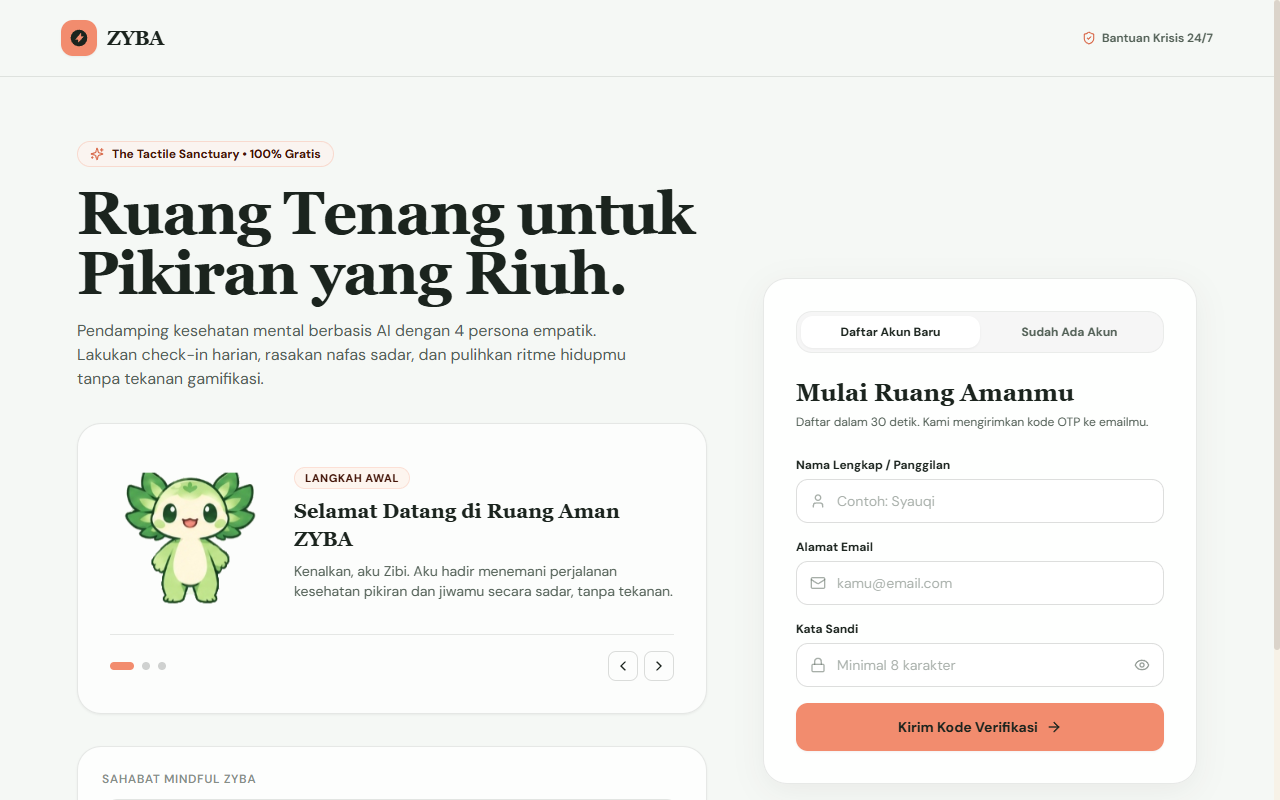 ZYBA
Bantuan Krisis 24/7
The Tactile Sanctuary • 100% Gratis
Ruang Tenang untuk
Pikiran yang Riuh.
Pendamping kesehatan mental berbasis AI dengan 4 persona empatik.
Lakukan check-in harian, rasakan nafas sadar, dan pulihkan ritme hidupmu
tanpa tekanan gamifikasi.
LANGKAH AWAL
Selamat Datang di Ruang Aman
ZYBA
Kenalkan, aku Zibi. Aku hadir menemani perjalanan
kesehatan pikiran dan jiwamu secara sadar, tanpa tekanan.
SAHABAT MINDFUL ZYBA
Daftar Akun Baru
Sudah Ada Akun
Mulai Ruang Amanmu
Daftar dalam 30 detik. Kami mengirimkan kode OTP ke emailmu.
Nama Lengkap / Panggilan
Contoh: Syauqi
Alamat Email
kamu@email.com
Kata Sandi
Minimal 8 karakter
Kirim Kode Verifikasi →